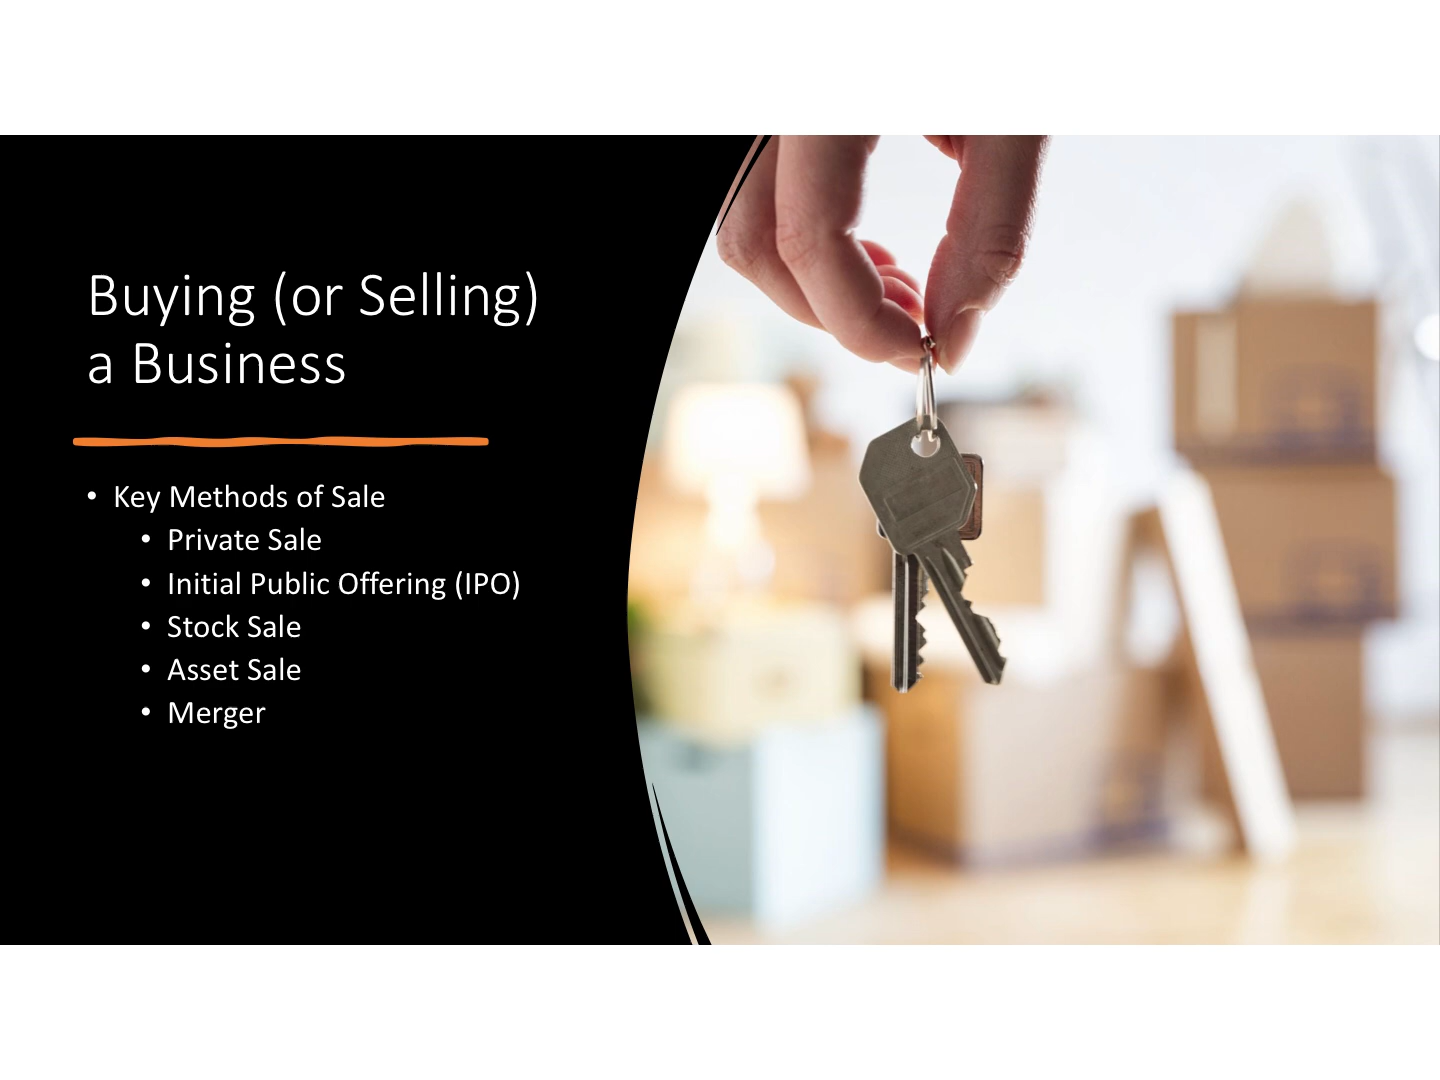 Buying (or Selling)
a Business
• Key Methods of Sale
• Private Sale
• Initial Public Offering (IPO)
• Stock Sale
• Asset Sale
• Merger